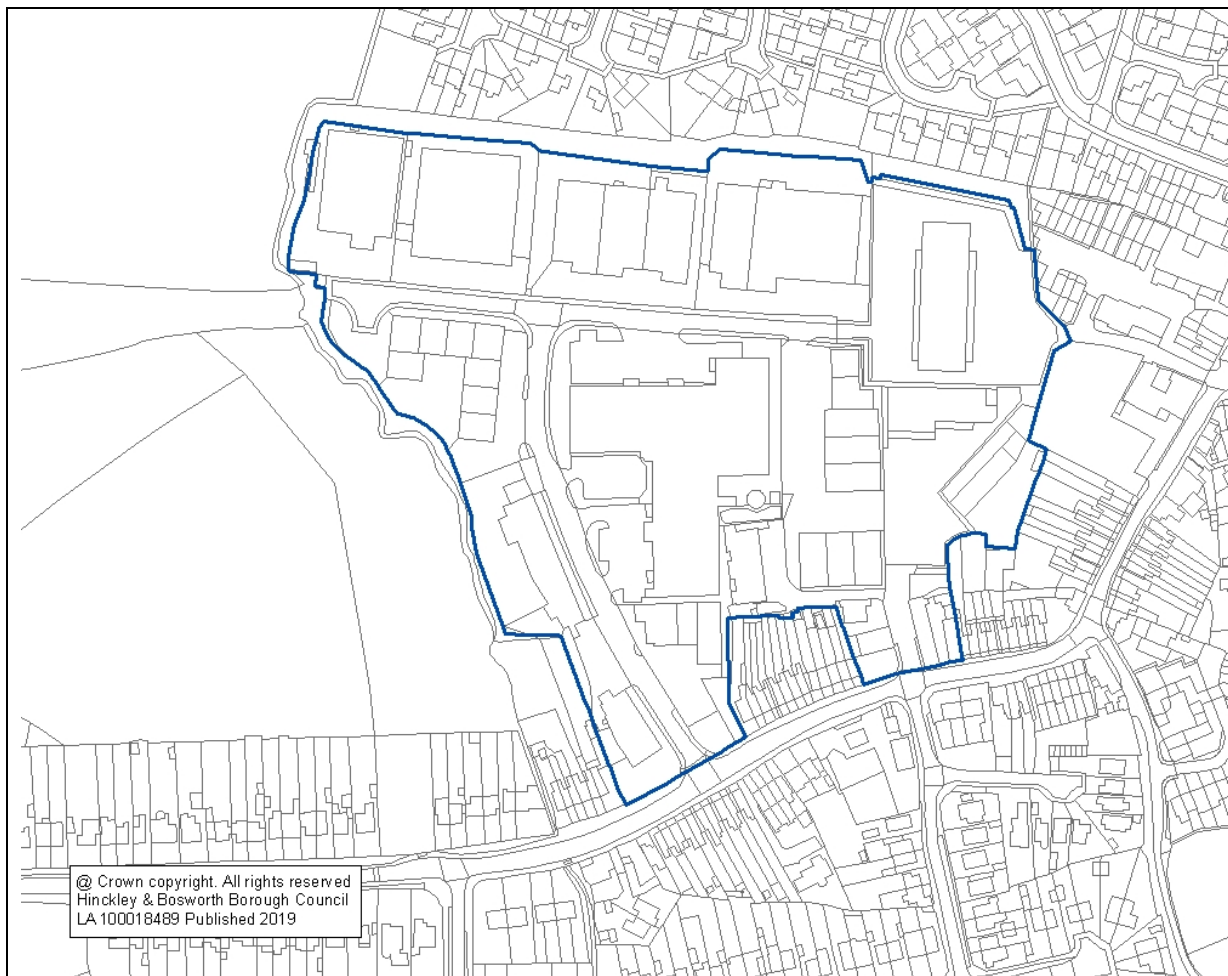 @ Crown copyright. All rights reserved
Hinckley & Bosworth Borough Council
LA 100018489 Published 2019